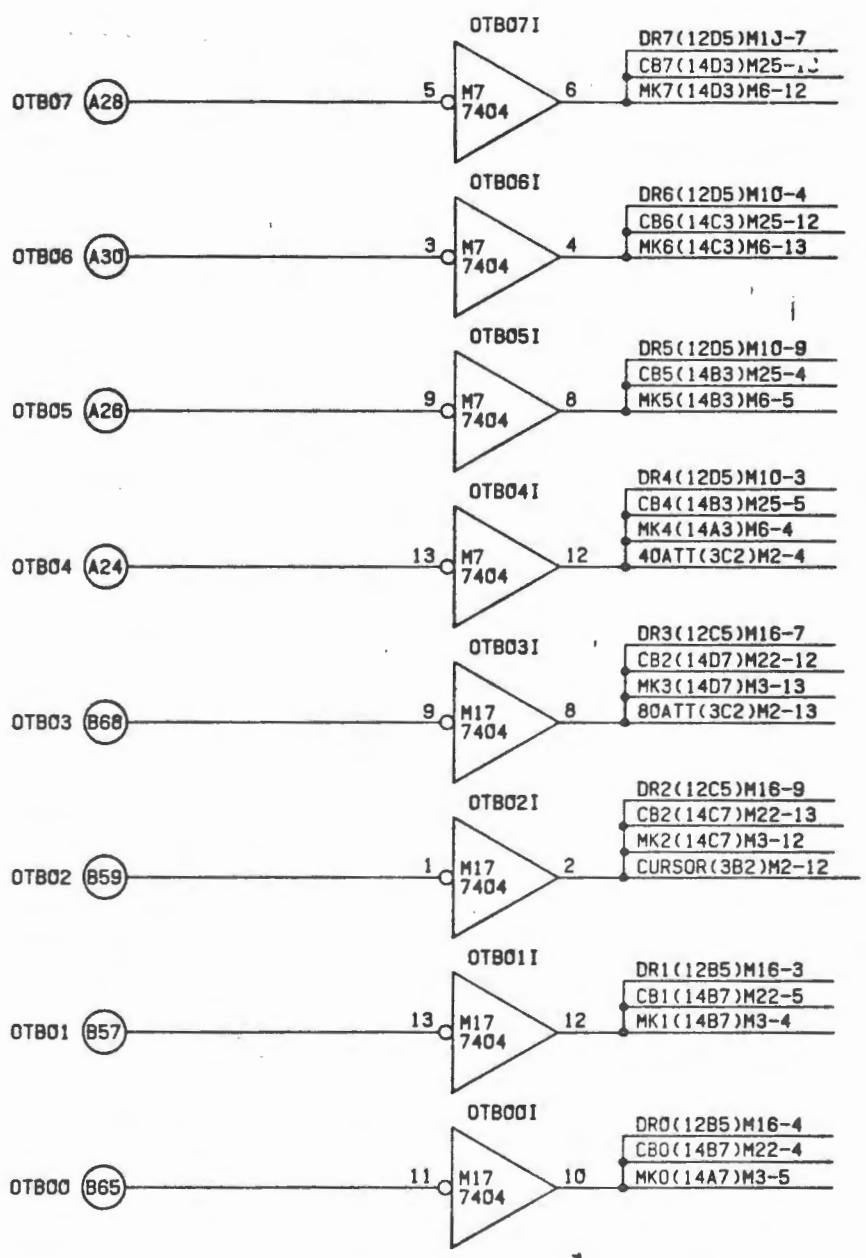 OTB07I
DR7(12D5)M10-7
CB7(14D3)M25-13
MK7(14D3)M6-12
OTB07 A28 5 M7 6
7404
OTB06I
DR6(12D5)M10-4
CB6(14C3)M25-12
MK6(14C3)M6-13
OTB06 A30 3 M7 4
7404
OTB05I
DR5(12D5)M10-9
CB5(14B3)M25-4
MK5(14B3)M6-5
OTB05 A26 9 M7 8
7404
DR4(12D5)M10-3
OTB04I
CB4(14B3)M25-5
MK4(14A3)M6-4
40ATT(3C2)M2-4
OTB04 A24 13 M7 12
7404
DR3(12C5)M16-7
OTB03I
CB2(14D7)M22-12
MK3(14D7)M3-13
80ATT(3C2)M2-13
OTB03 B68 9 M17 8
7404
DR2(12C5)M16-9
OTB02I
CB2(14C7)M22-13
MK2(14C7)M3-12
CURSOR(3B2)M2-12
OTB02 B59 1 M17 2
7404
OTB01I
DR1(12B5)M16-3
CB1(14B7)M22-5
MK1(14B7)M3-4
OTB01 B57 13 M17 12
7404
OTB00I
DR0(12B5)M16-4
CB0(14B7)M22-4
MK0(14A7)M3-5
OTB00 B65 11 M17 10
7404